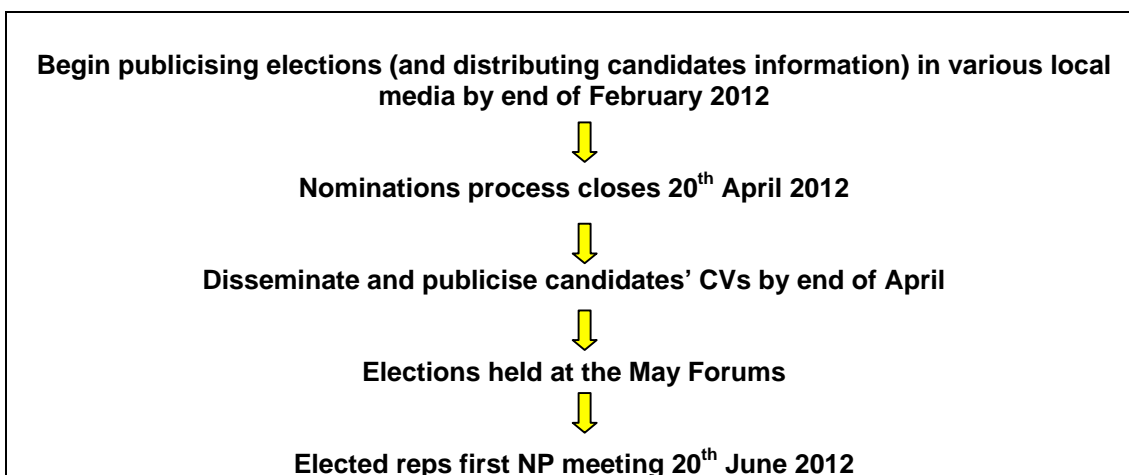 Begin publicising elections (and distributing candidates information) in various local
media by end of February 2012
Nominations process closes 20th April 2012
Disseminate and publicise candidates' CVs by end of April
Elections held at the May Forums
Elected reps first NP meeting 20th June 2012